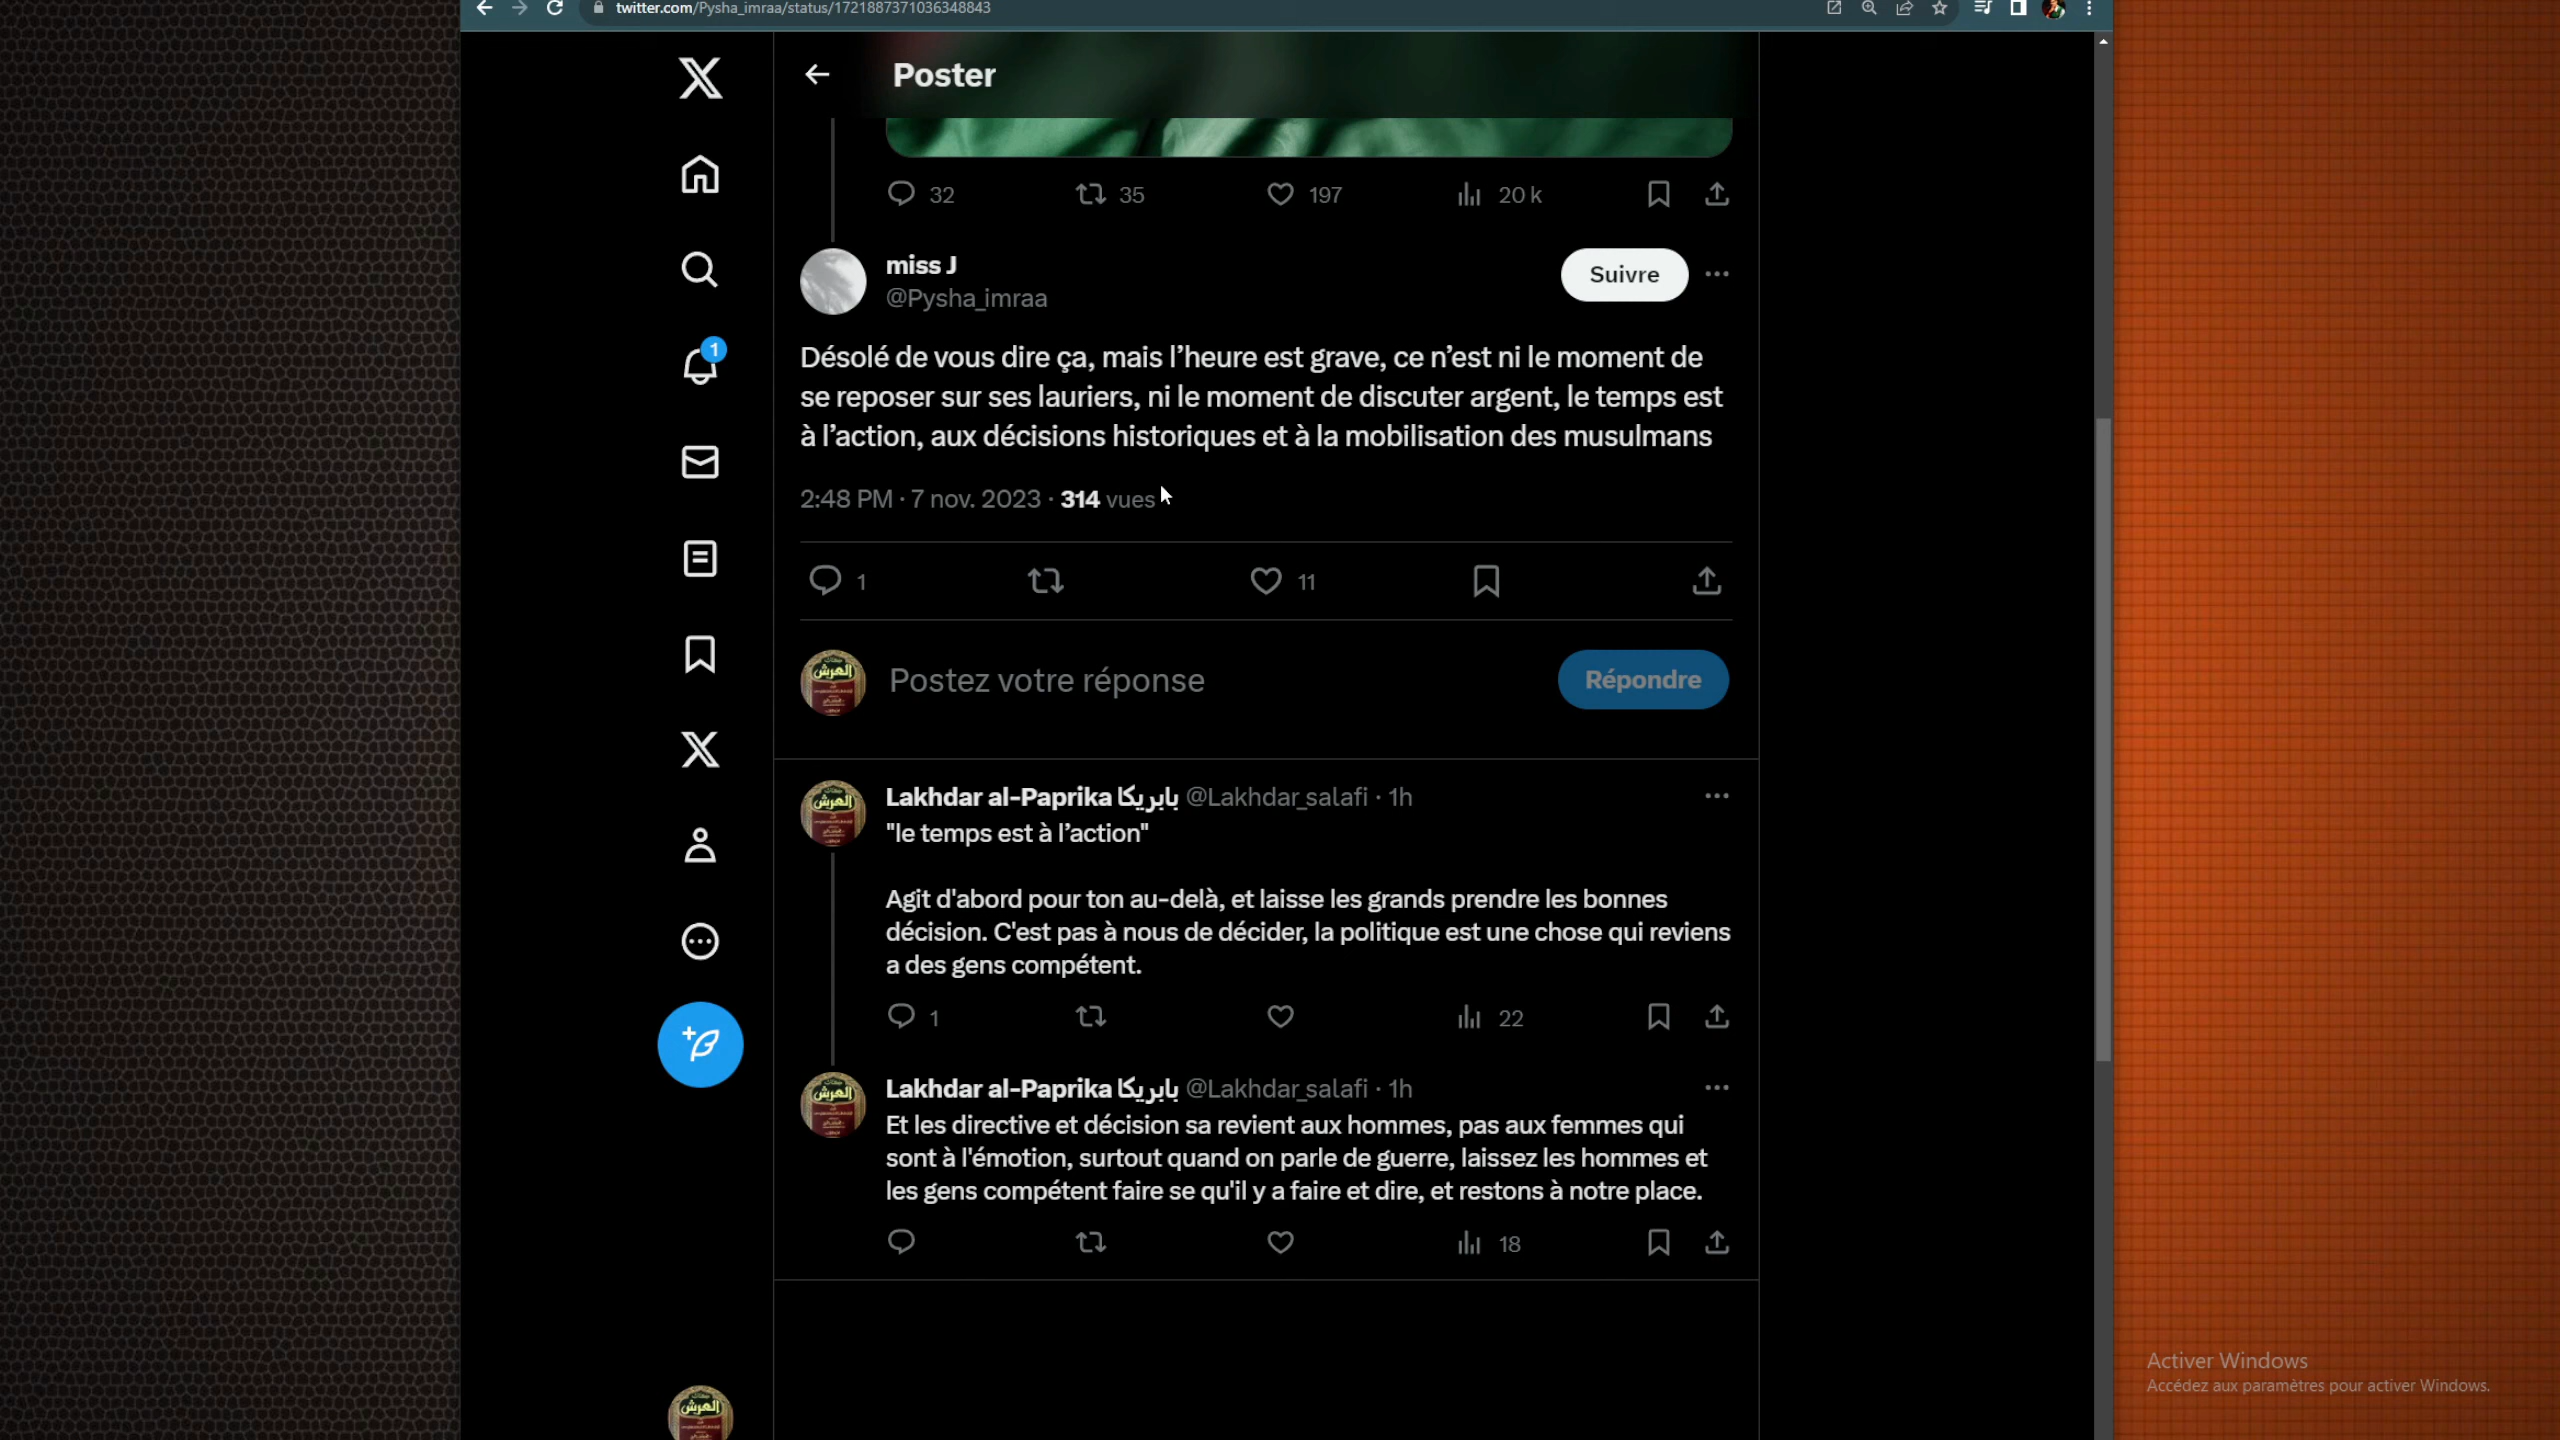 twitter.com/Pysha_imraa/status/1721887371036348843
Poster
32 35 197 20 k
miss J
@Pysha_imraa
Suivre
Désolé de vous dire ça, mais l’heure est grave, ce n’est ni le moment de
se reposer sur ses lauriers, ni le moment de discuter argent, le temps est
à l’action, aux décisions historiques et à la mobilisation des musulmans
2:48 PM · 7 nov. 2023 · 314 vues
1
1 11
Postez votre réponse
Répondre
Lakhdar al-Paprika بابريكا @Lakhdar_salafi · 1h
"le temps est à l’action"
Agit d'abord pour ton au-delà, et laisse les grands prendre les bonnes
décision. C'est pas à nous de décider, la politique est une chose qui reviens
a des gens compétent.
1 22
Lakhdar al-Paprika بابريكا @Lakhdar_salafi · 1h
Et les directive et décision sa revient aux hommes, pas aux femmes qui
sont à l'émotion, surtout quand on parle de guerre, laissez les hommes et
les gens compétent faire se qu'il y a faire et dire, et restons à notre place.
18
العرش
Activer Windows
Accédez aux paramètres pour activer Windows.